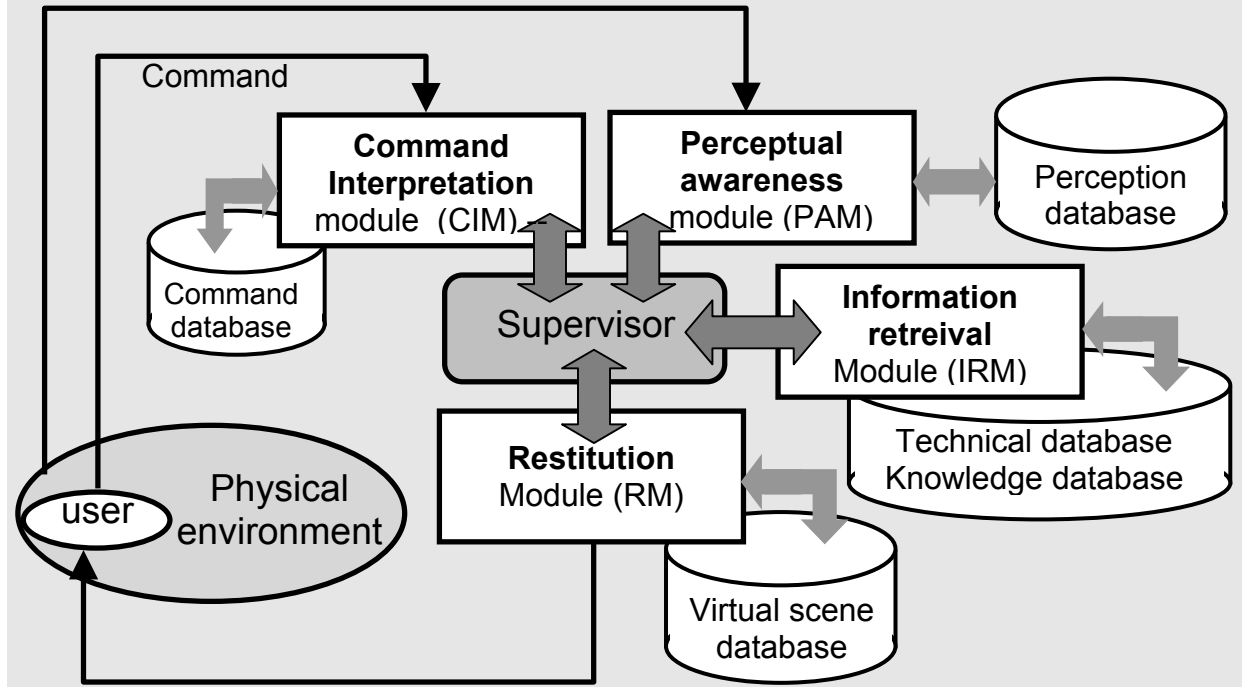 Command
Command
Interpretation
module (CIM) --
Perceptual
awareness
module (PAM)
Perception
database
Command
database
Supervisor
Information
retreival
Module (IRM)
Technical database
Knowledge database
Restitution
Module (RM)
Physical
environment
user
Virtual scene
database